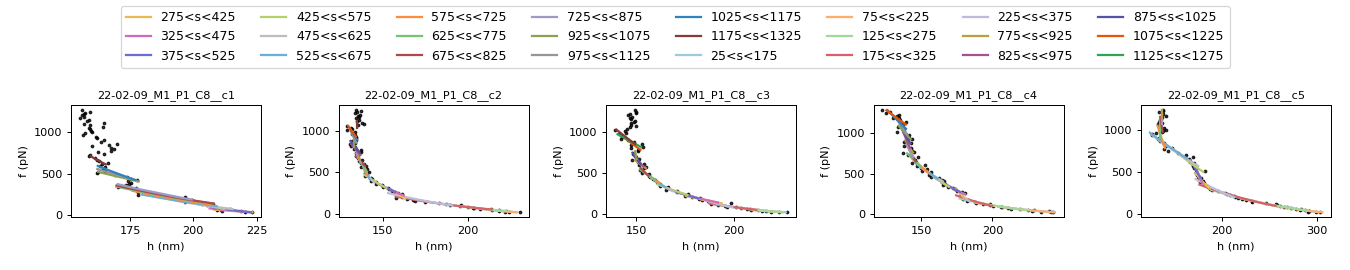 275<s<425 425<s<575 575<s<725 725<s<875 1025<s<1175 75<s<225 225<s<375 875<s<1025
325<s<475 475<s<625 625<s<775 925<s<1075 1175<s<1325 125<s<275 775<s<925 1075<s<1225
375<s<525 525<s<675 675<s<825 975<s<1125 25<s<175 175<s<325 825<s<975 1125<s<1275
22-02-09_M1_P1_C8__c1 22-02-09_M1_P1_C8__c2 22-02-09_M1_P1_C8__c3 22-02-09_M1_P1_C8__c4 22-02-09_M1_P1_C8__c5
f (pN) 1000 500 0 175 200 225 h (nm)
f (pN) 1000 500 0 150 200 h (nm)
f (pN) 1000 500 0 150 200 h (nm)
f (pN) 1000 500 0 150 200 h (nm)
f (pN) 1000 500 0 200 300 h (nm)